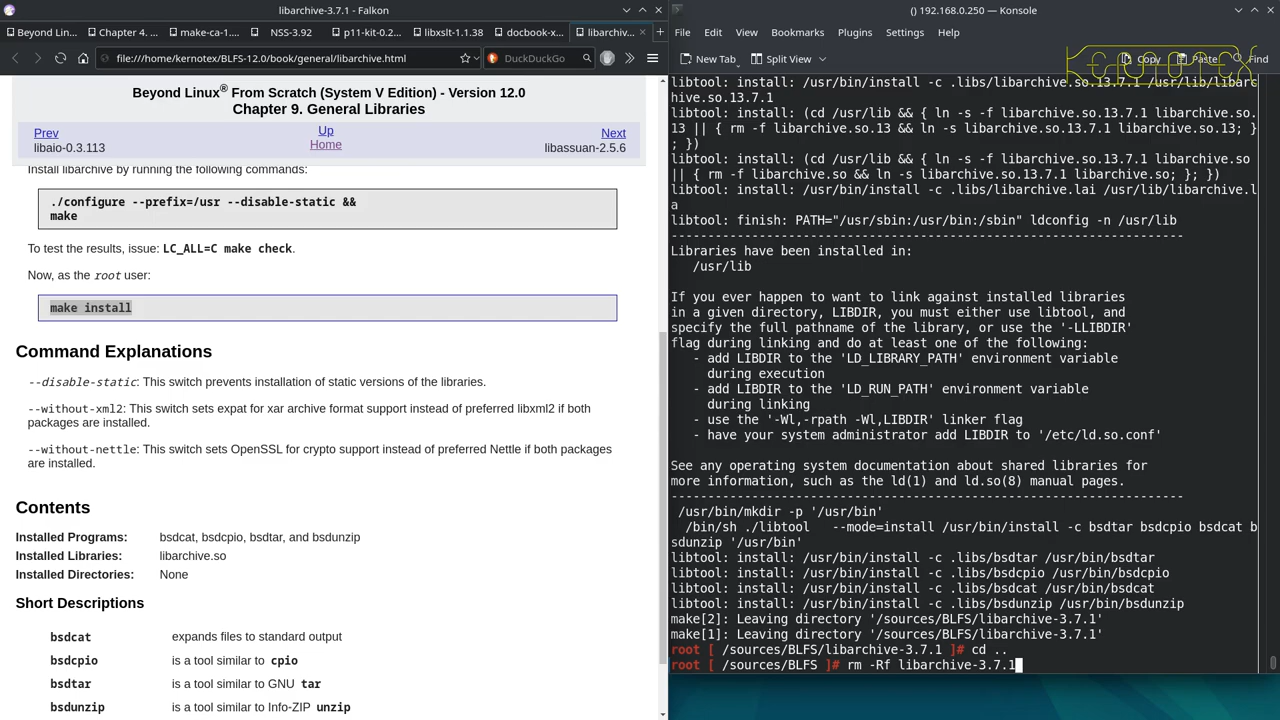 libarchive-3.7.1 - Falkon
Beyond Lin...
Chapter 4. ...
make-ca-1....
NSS-3.92
p11-kit-0.2...
libxslt-1.1.38
docbook-x...
libarchiv...
file:///home/kernotex/BLFS-12.0/book/general/libarchive.html
DuckDuckGo
Beyond Linux® From Scratch (System V Edition) - Version 12.0
Chapter 9. General Libraries
Prev
Up
Next
libaio-0.3.113
Home
libassuan-2.5.6
Install libarchive by running the following commands:
./configure --prefix=/usr --disable-static &&
make
To test the results, issue: LC_ALL=C make check.
Now, as the root user:
make install
Command Explanations
--disable-static: This switch prevents installation of static versions of the libraries.
--without-xml2: This switch sets expat for xar archive format support instead of preferred libxml2 if both
packages are installed.
--without-nettle: This switch sets OpenSSL for crypto support instead of preferred Nettle if both packages
are installed.
Contents
Installed Programs: bsdcat, bsdcpio, bsdtar, and bsdunzip
Installed Libraries: libarchive.so
Installed Directories: None
Short Descriptions
bsdcat expands files to standard output
bsdcpio is a tool similar to cpio
bsdtar is a tool similar to GNU tar
bsdunzip is a tool similar to Info-ZIP unzip
() 192.168.0.250 — Konsole
File Edit View Bookmarks Plugins Settings Help
New Tab Split View Copy Paste Find
Kernotex
libtool: install: /usr/bin/install -c .libs/libarchive.so.13.7.1 /usr/lib/libarc
hive.so.13.7.1
libtool: install: (cd /usr/lib && { ln -s -f libarchive.so.13.7.1 libarchive.so.
13 || { rm -f libarchive.so.13 && ln -s libarchive.so.13.7.1 libarchive.so.13; }
; })
libtool: install: (cd /usr/lib && { ln -s -f libarchive.so.13.7.1 libarchive.so
|| { rm -f libarchive.so && ln -s libarchive.so.13.7.1 libarchive.so; }; })
libtool: install: /usr/bin/install -c .libs/libarchive.lai /usr/lib/libarchive.l
a
libtool: finish: PATH="/usr/sbin:/usr/bin:/sbin" ldconfig -n /usr/lib
----------------------------------------------------------------------
Libraries have been installed in:
/usr/lib
If you ever happen to want to link against installed libraries
in a given directory, LIBDIR, you must either use libtool, and
specify the full pathname of the library, or use the '-LLIBDIR'
flag during linking and do at least one of the following:
- add LIBDIR to the 'LD_LIBRARY_PATH' environment variable
during execution
- add LIBDIR to the 'LD_RUN_PATH' environment variable
during linking
- use the '-Wl,-rpath -Wl,LIBDIR' linker flag
- have your system administrator add LIBDIR to '/etc/ld.so.conf'
See any operating system documentation about shared libraries for
more information, such as the ld(1) and ld.so(8) manual pages.
----------------------------------------------------------------------
/usr/bin/mkdir -p '/usr/bin'
/bin/sh ./libtool --mode=install /usr/bin/install -c bsdtar bsdcpio bsdcat b
sdunzip '/usr/bin'
libtool: install: /usr/bin/install -c .libs/bsdtar /usr/bin/bsdtar
libtool: install: /usr/bin/install -c .libs/bsdcpio /usr/bin/bsdcpio
libtool: install: /usr/bin/install -c .libs/bsdcat /usr/bin/bsdcat
libtool: install: /usr/bin/install -c .libs/bsdunzip /usr/bin/bsdunzip
make[2]: Leaving directory '/sources/BLFS/libarchive-3.7.1'
make[1]: Leaving directory '/sources/BLFS/libarchive-3.7.1'
root [ /sources/BLFS/libarchive-3.7.1 ]# cd ..
root [ /sources/BLFS ]# rm -Rf libarchive-3.7.1